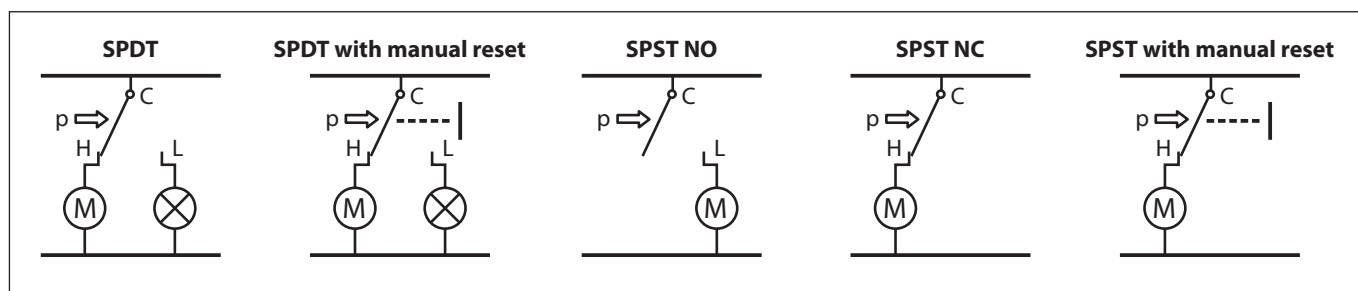 SPDT
SPDT with manual reset
SPST NO
SPST NC
SPST with manual reset
C
p
H
L
M
C
p
H
L
M
C
p
L
M
C
p
H
M
C
p
H
M